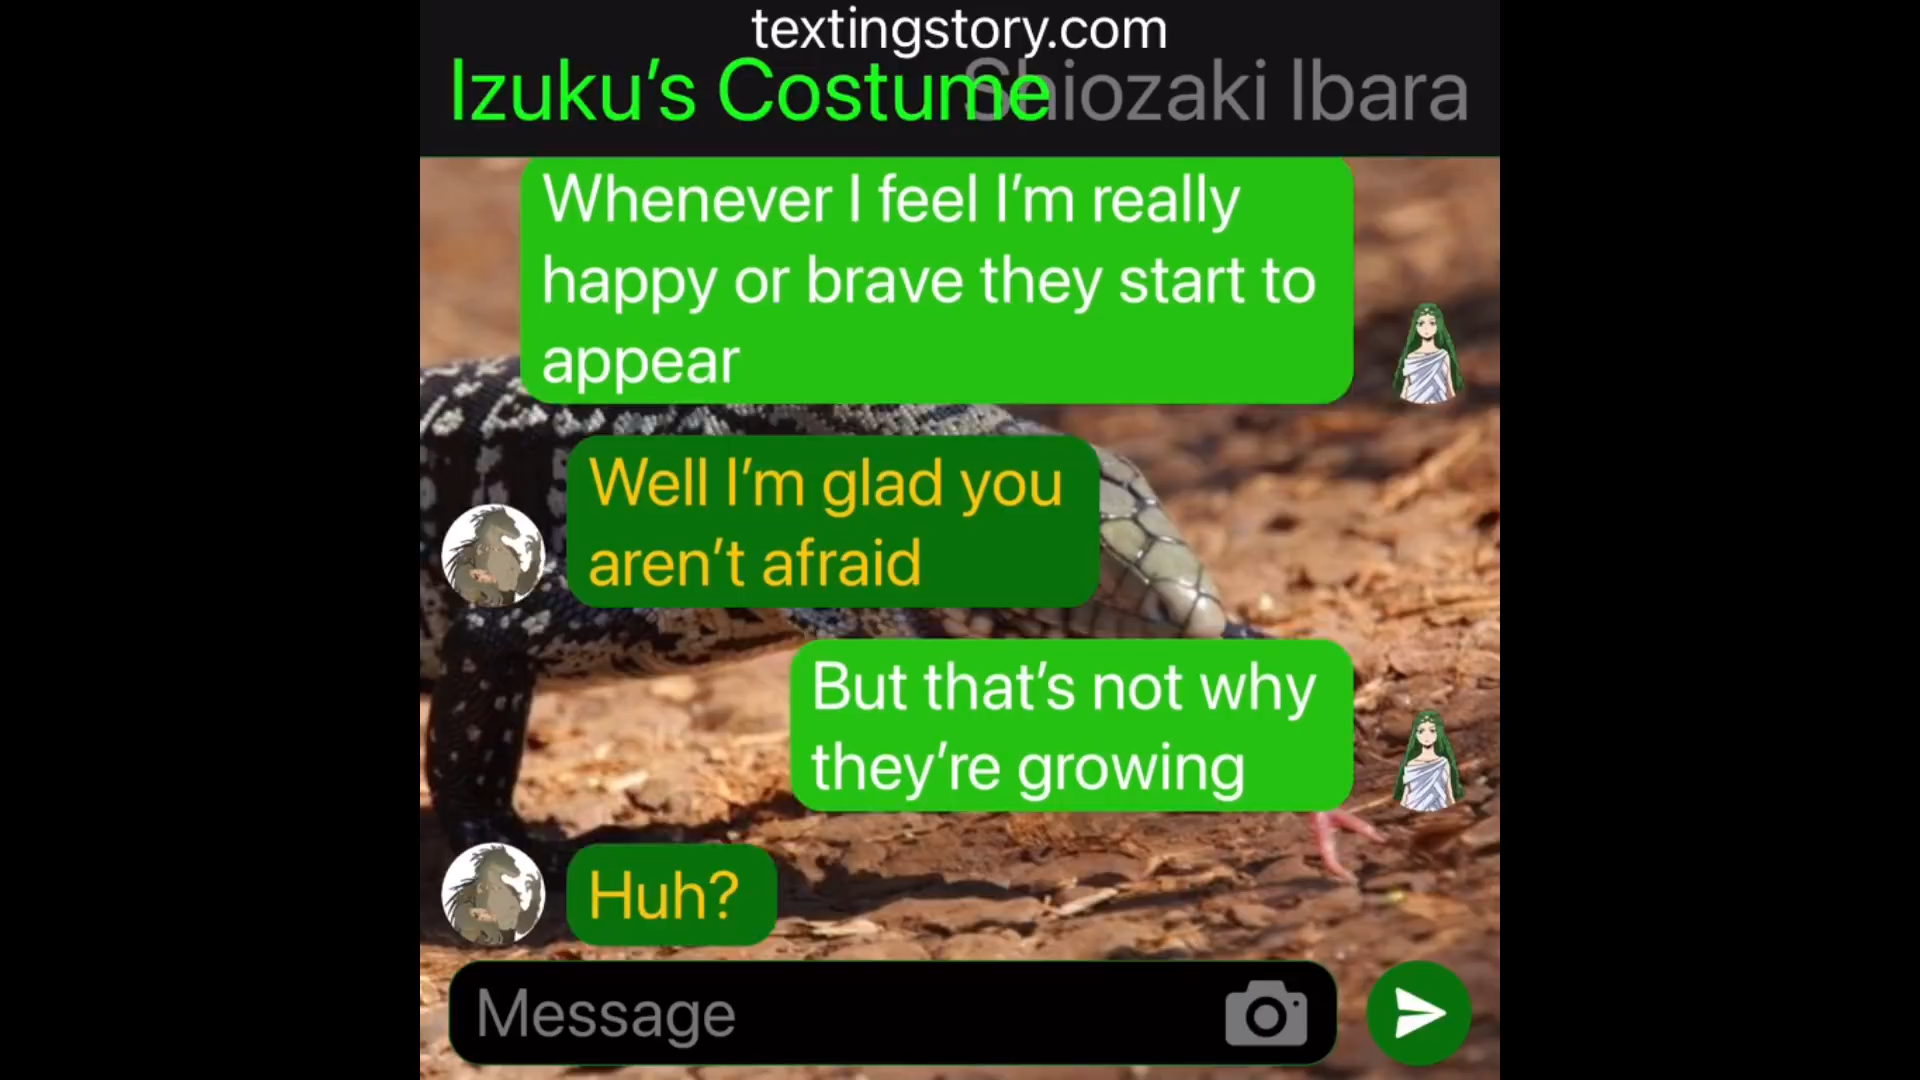 textingstory.com
Izuku’s Costume
Shiozaki Ibara
Whenever I feel I’m really
happy or brave they start to
appear
Well I’m glad you
aren’t afraid
But that’s not why
they’re growing
Huh?
Message